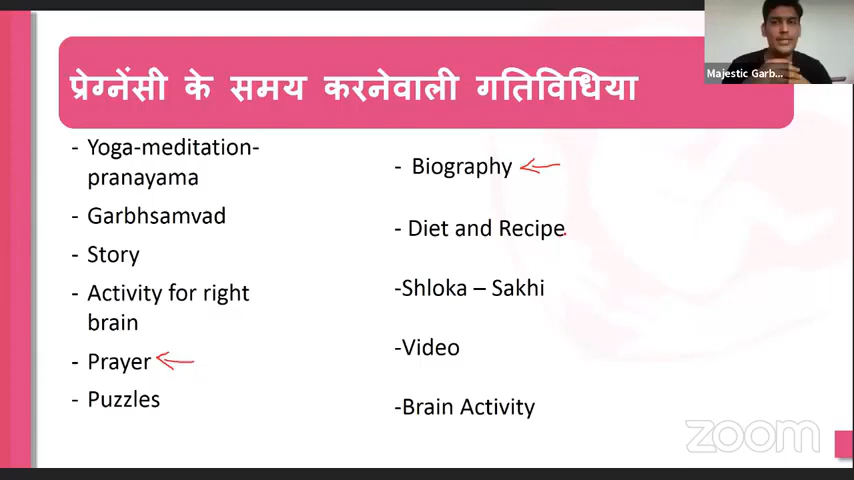 प्रेग्नेंसी के समय करनेवाली गतिविधिया
Majestic Garb...
- Yoga-meditation-
pranayama
- Garbhsamvad
- Story
- Activity for right
brain
- Prayer
- Puzzles
- Biography
- Diet and Recipe
-Shloka – Sakhi
-Video
-Brain Activity
zoom